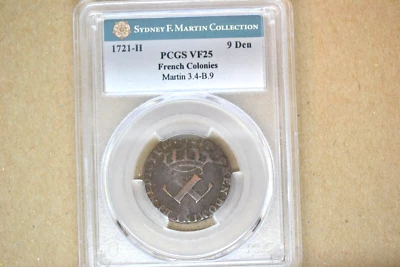 SYDNEY F. MARTIN COLLECTION
1721-H 9 Den
PCGS VF25
French Colonies
Martin 3.4-B.9